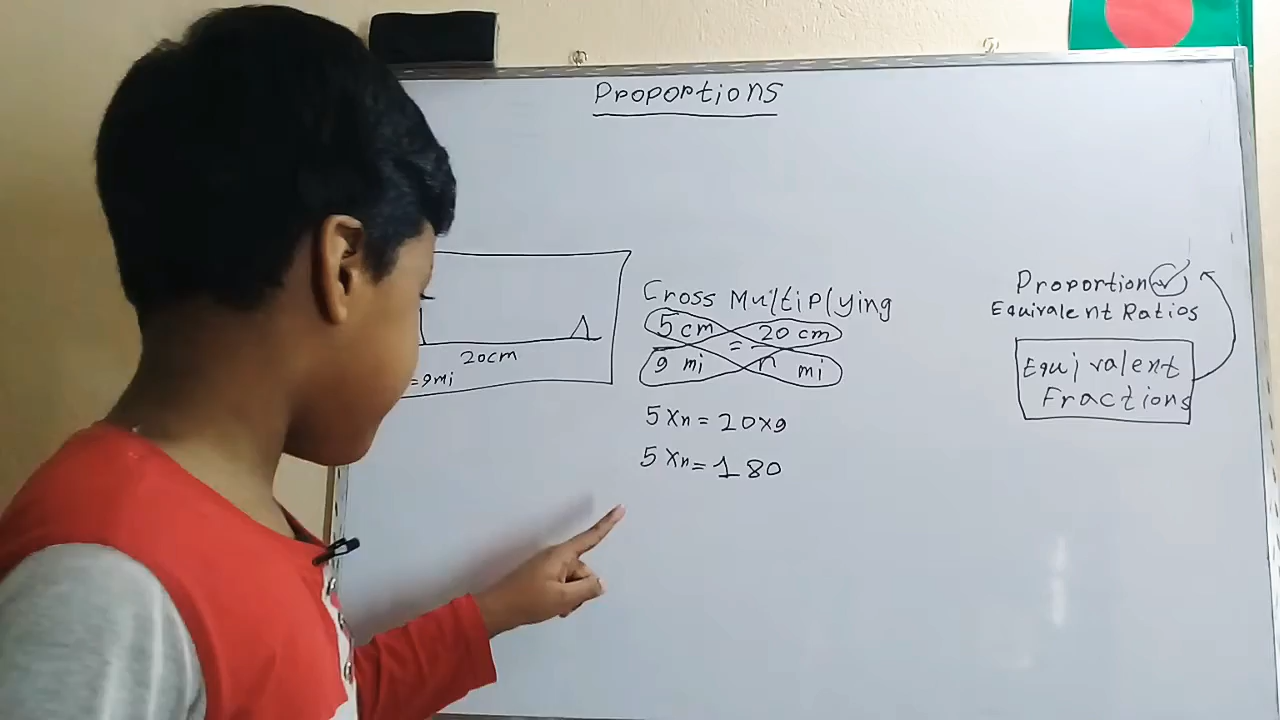 Proportions
20cm
=9mi
Cross Multiplying
5 cm = 20 cm
9 mi n mi
5×n = 20×9
5×n = 180
Proportion
Equivalent Ratios
Equivalent
Fractions